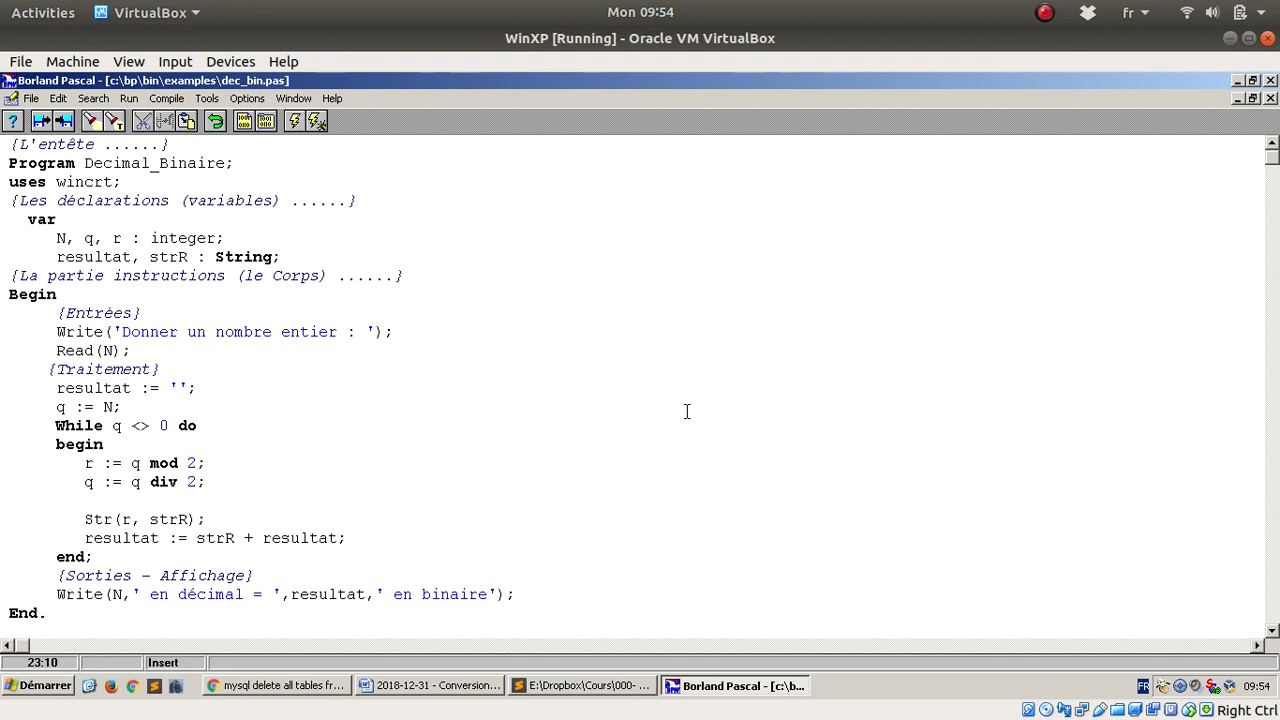 Activities VirtualBox Mon 09:54 fr
WinXP [Running] - Oracle VM VirtualBox
File Machine View Input Devices Help
Borland Pascal - [c:\bp\bin\examples\dec_bin.pas]
File Edit Search Run Compile Tools Options Window Help
{L'entête ......}
Program Decimal_Binaire;
uses wincrt;
{Les déclarations (variables) ......}
var
N, q, r : integer;
resultat, strR : String;
{La partie instructions (le Corps) ......}
Begin
{Entrées}
Write('Donner un nombre entier : ');
Read(N);
{Traitement}
resultat := '';
q := N;
While q <> 0 do
begin
r := q mod 2;
q := q div 2;
Str(r, strR);
resultat := strR + resultat;
end;
{Sorties - Affichage}
Write(N,' en décimal = ',resultat,' en binaire');
End.
23:10 Insert
Démarrer mysql delete all tables fr... 2018-12-31 - Conversion... E:\Dropbox\Cours\000-... Borland Pascal - [c:\b... FR 09:54
Right Ctrl